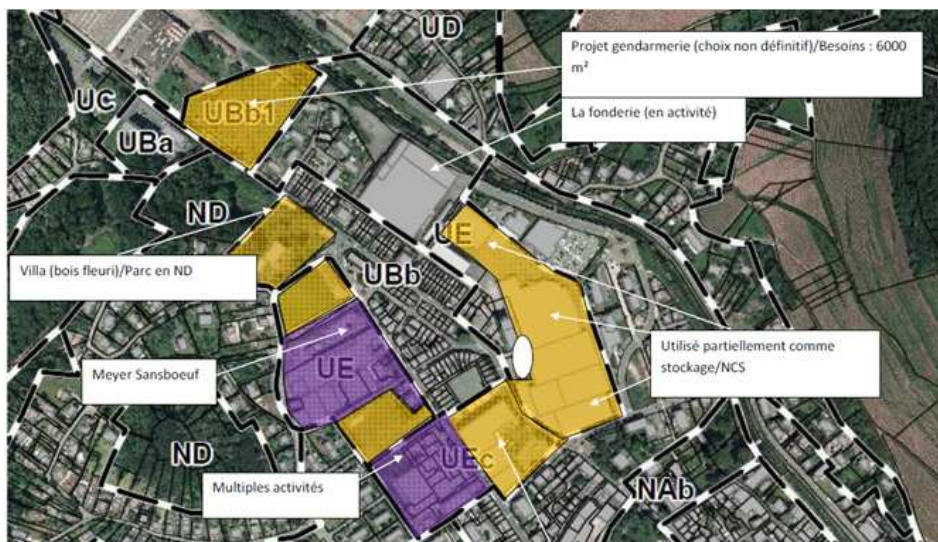 UD
Projet gendarmerie (choix non définitif)/Besoins : 6000
m²
UC
UBb1
La fonderie (en activité)
UBa
ND
UE
Villa (bois fleuri)/Parc en ND
UBb
Meyer Sansboeuf
UE
Utilisé partiellement comme
stockage/NCS
ND
Multiples activités
UEc
NAb